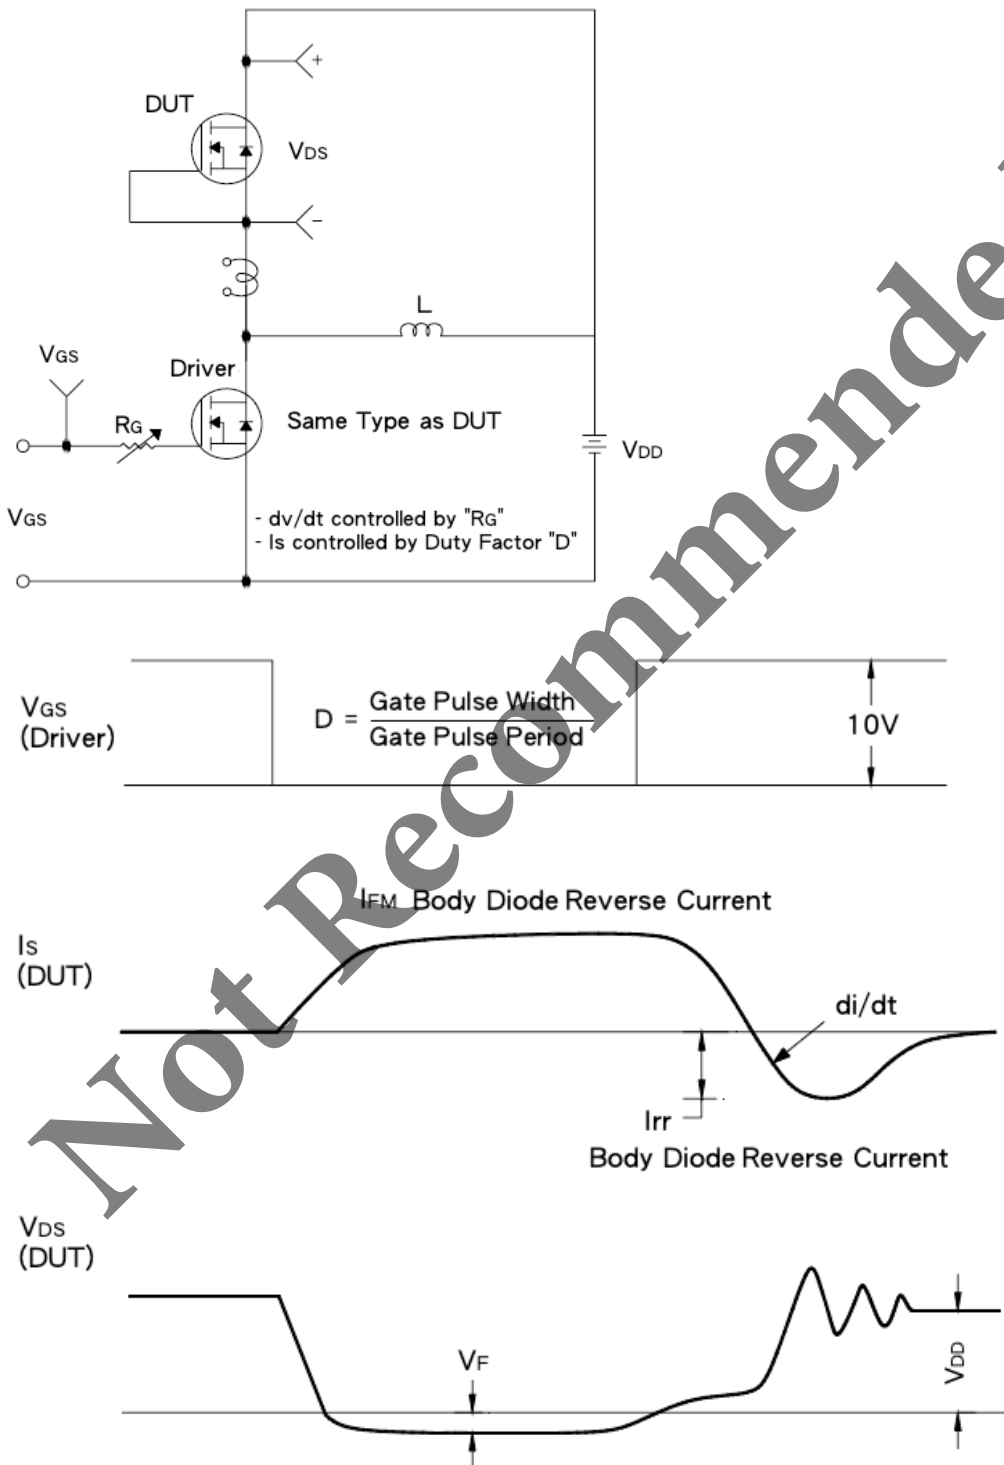 +
DUT
VDS
-
L
VGS
Driver
RG
Same Type as DUT
VDD
VGS
- dv/dt controlled by "RG"
- Is controlled by Duty Factor "D"
VGS
(Driver)
D = Gate Pulse Width
Gate Pulse Period
10V
IFM Body Diode Reverse Current
IS
(DUT)
di/dt
Irr
Body Diode Reverse Current
VDS
(DUT)
VF
VDD
Not Recommende